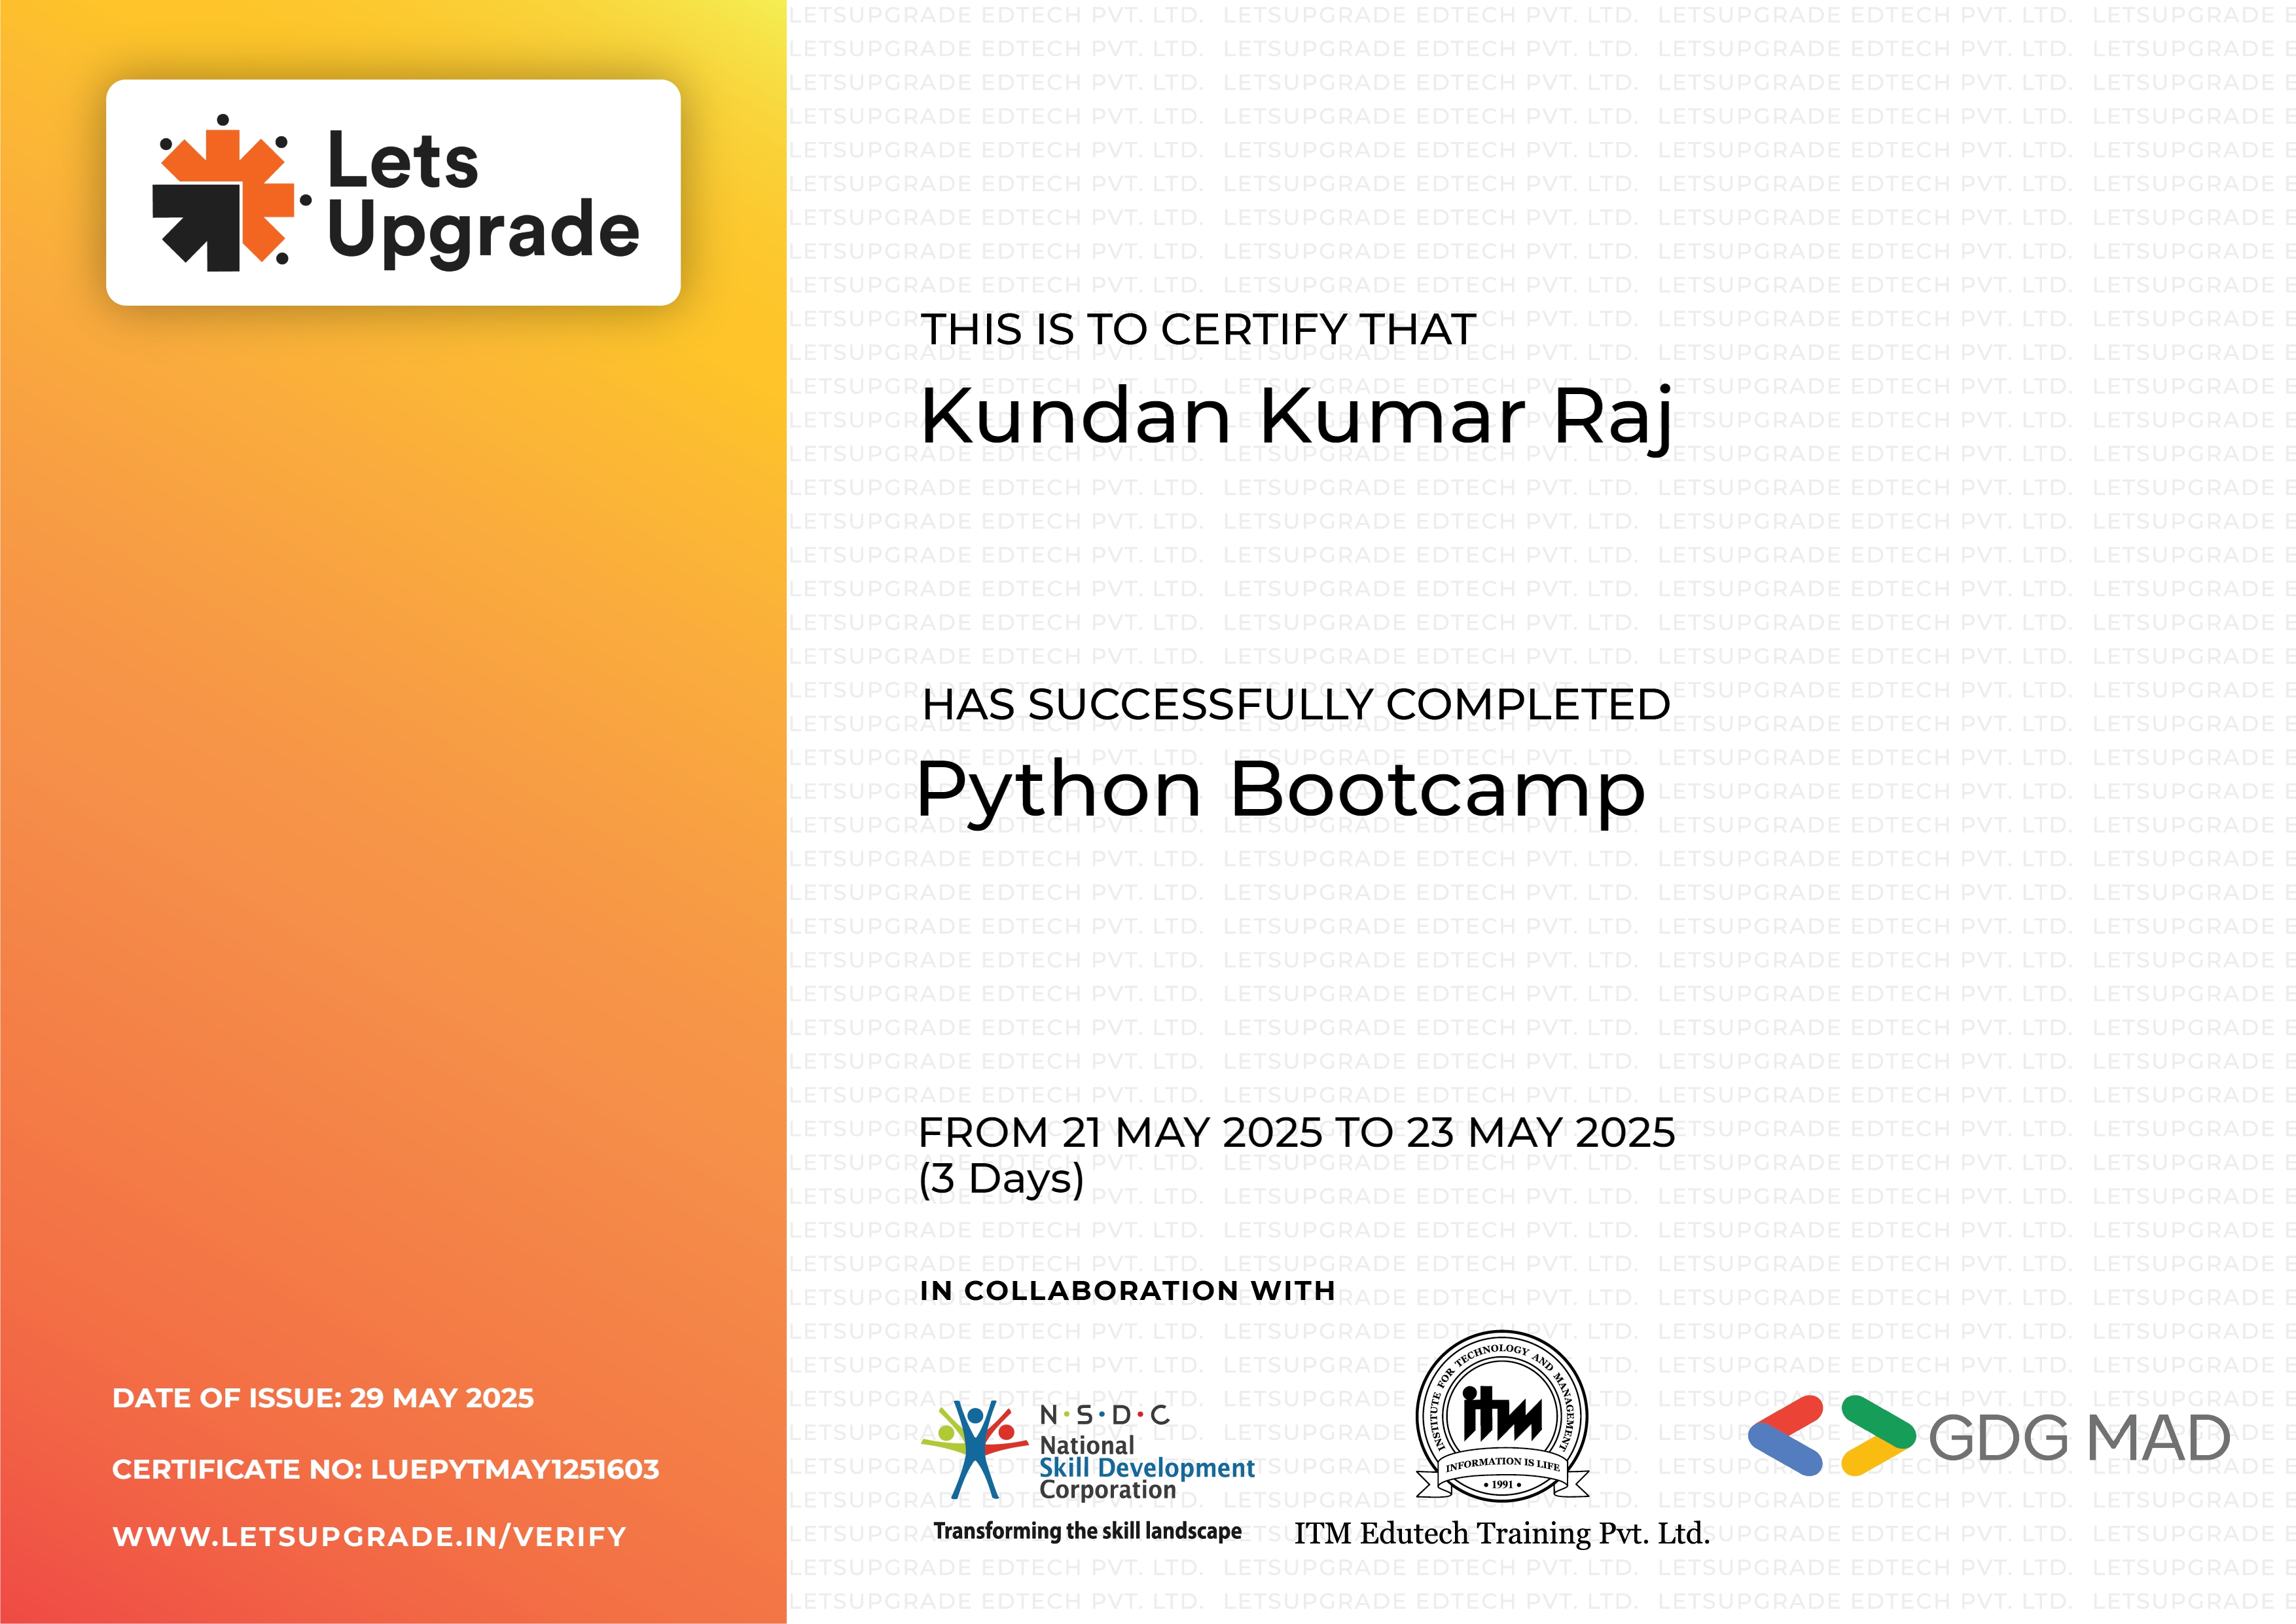 Lets
Upgrade
THIS IS TO CERTIFY THAT
Kundan Kumar Raj
HAS SUCCESSFULLY COMPLETED
Python Bootcamp
FROM 21 MAY 2025 TO 23 MAY 2025
(3 Days)
IN COLLABORATION WITH
N·S·D·C
National
Skill Development
Corporation
Transforming the skill landscape
INSTITUTE FOR TECHNOLOGY AND MANAGEMENT
itm
INFORMATION IS LIFE
• 1991 •
ITM Edutech Training Pvt. Ltd.
GDG MAD
DATE OF ISSUE: 29 MAY 2025
CERTIFICATE NO: LUEPYTMAY1251603
WWW.LETSUPGRADE.IN/VERIFY
LETSUPGRADE EDTECH PVT. LTD.